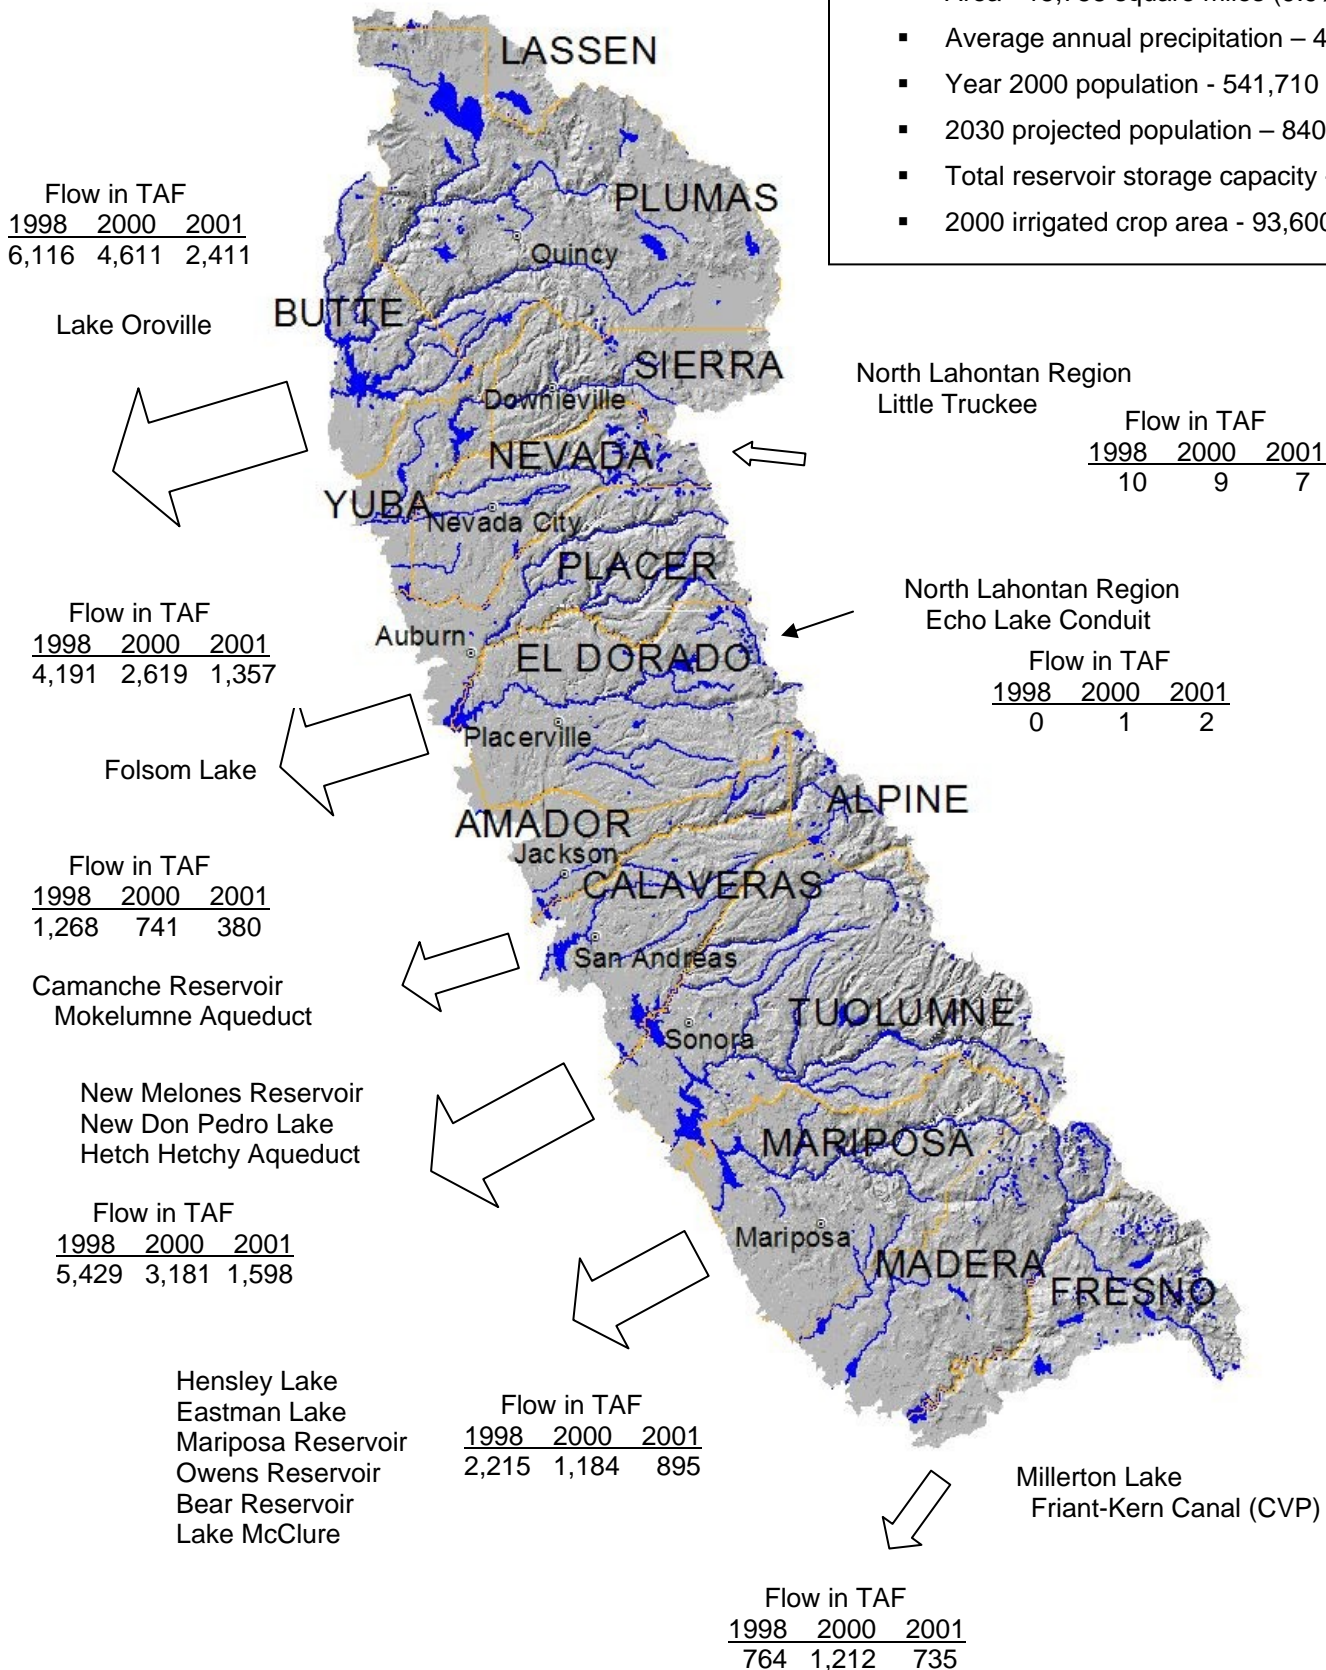 ▪ Average annual precipitation – 4
▪ Year 2000 population - 541,710
▪ 2030 projected population – 840
▪ Total reservoir storage capacity
▪ 2000 irrigated crop area - 93,600
LASSEN
PLUMAS
Quincy
BUTTE
SIERRA
Downieville
NEVADA
YUBA
Nevada City
PLACER
Auburn
EL DORADO
Placerville
ALPINE
AMADOR
Jackson
CALAVERAS
San Andreas
TUOLUMNE
Sonora
MARIPOSA
Mariposa
MADERA
FRESNO
Flow in TAF
1998 2000 2001
6,116 4,611 2,411
Lake Oroville
North Lahontan Region
Little Truckee
Flow in TAF
1998 2000 2001
10 9 7
Flow in TAF
1998 2000 2001
4,191 2,619 1,357
Folsom Lake
North Lahontan Region
Echo Lake Conduit
Flow in TAF
1998 2000 2001
0 1 2
Flow in TAF
1998 2000 2001
1,268 741 380
Camanche Reservoir
Mokelumne Aqueduct
New Melones Reservoir
New Don Pedro Lake
Hetch Hetchy Aqueduct
Flow in TAF
1998 2000 2001
5,429 3,181 1,598
Hensley Lake
Eastman Lake
Mariposa Reservoir
Owens Reservoir
Bear Reservoir
Lake McClure
Flow in TAF
1998 2000 2001
2,215 1,184 895
Millerton Lake
Friant-Kern Canal (CVP)
Flow in TAF
1998 2000 2001
764 1,212 735